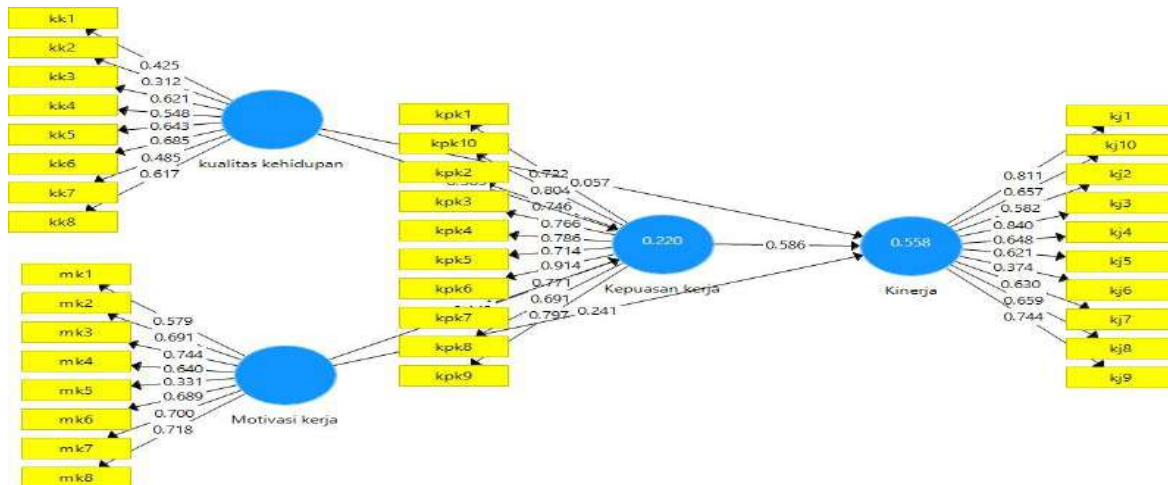 kk1
kk2
kk3
kk4
kk5
kk6
kk7
kk8
0.425
0.312
0.621
0.548
0.643
0.685
0.485
0.617
kualitas kehidupan
mk1
mk2
mk3
mk4
mk5
mk6
mk7
mk8
0.579
0.691
0.744
0.640
0.331
0.689
0.700
0.718
Motivasi kerja
kpk1
kpk10
kpk2
kpk3
kpk4
kpk5
kpk6
kpk7
kpk8
kpk9
0.804
0.746
0.766
0.786
0.714
0.914
0.771
0.691
0.797
0.057
0.241
0.220
Kepuasan kerja
0.586
0.558
Kinerja
0.811
0.657
0.582
0.840
0.648
0.621
0.374
0.630
0.659
0.744
kj1
kj10
kj2
kj3
kj4
kj5
kj6
kj7
kj8
kj9